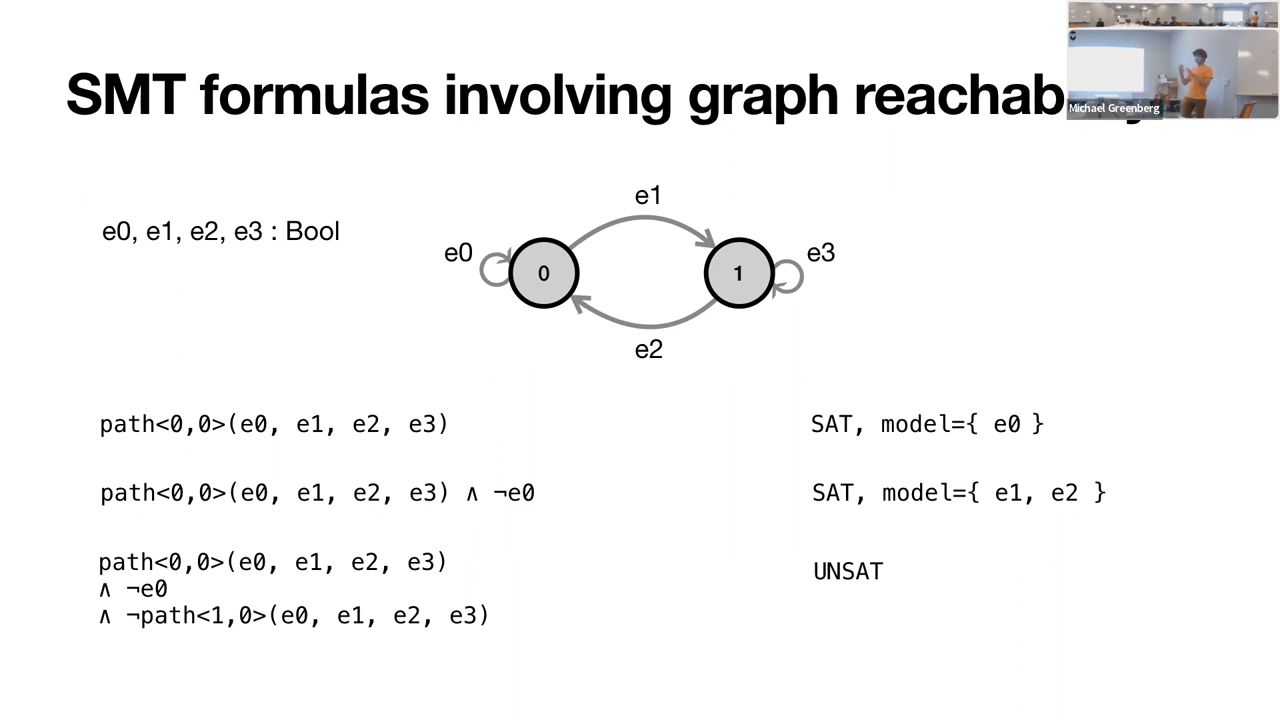 SMT formulas involving graph
Michael Greenberg
e0, e1, e2, e3 : Bool
e1
e0
0
1
e3
e2
path<0,0>(e0, e1, e2, e3)
SAT, model={ e0 }
path<0,0>(e0, e1, e2, e3) ∧ ¬e0
SAT, model={ e1, e2 }
path<0,0>(e0, e1, e2, e3)
∧ ¬e0
∧ ¬path<1,0>(e0, e1, e2, e3)
UNSAT